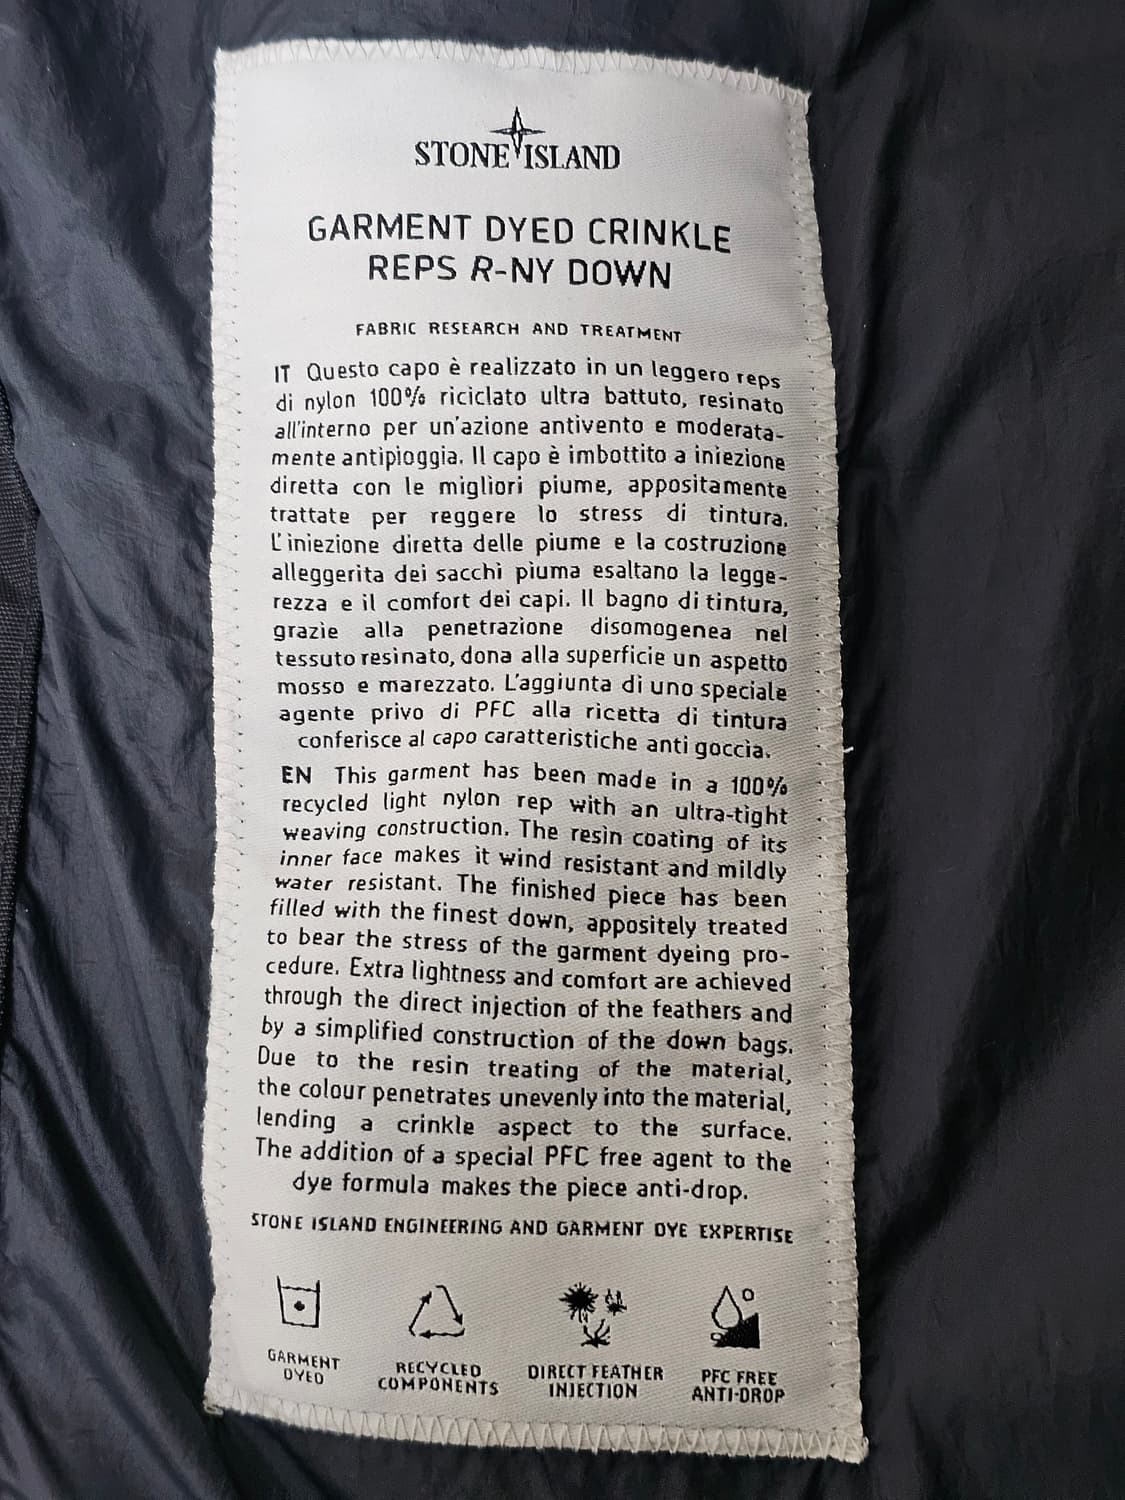 STONE ISLAND
GARMENT DYED CRINKLE
REPS R-NY DOWN
FABRIC RESEARCH AND TREATMENT
IT Questo capo è realizzato in un leggero reps
di nylon 100% riciclato ultra battuto, resinato
all'interno per un'azione antivento e moderata-
mente antipioggia. Il capo è imbottito a iniezione
diretta con le migliori piume, appositamente
trattate per reggere lo stress di tintura.
L'iniezione diretta delle piume e la costruzione
alleggerita dei sacchi piuma esaltano la legge-
rezza e il comfort dei capi. Il bagno di tintura,
grazie alla penetrazione disomogenea nel
tessuto resinato, dona alla superficie un aspetto
mosso e marezzato. L'aggiunta di uno speciale
agente privo di PFC alla ricetta di tintura
conferisce al capo caratteristiche anti goccia.
EN This garment has been made in a 100%
recycled light nylon rep with an ultra-tight
weaving construction. The resin coating of its
inner face makes it wind resistant and mildly
water resistant. The finished piece has been
filled with the finest down, appositely treated
to bear the stress of the garment dyeing pro-
cedure. Extra lightness and comfort are achieved
through the direct injection of the feathers and
by a simplified construction of the down bags.
Due to the resin treating of the material,
the colour penetrates unevenly into the material,
lending a crinkle aspect to the surface.
The addition of a special PFC free agent to the
dye formula makes the piece anti-drop.
STONE ISLAND ENGINEERING AND GARMENT DYE EXPERTISE
GARMENT
DYED
RECYCLED
COMPONENTS
DIRECT FEATHER
INJECTION
PFC FREE
ANTI-DROP